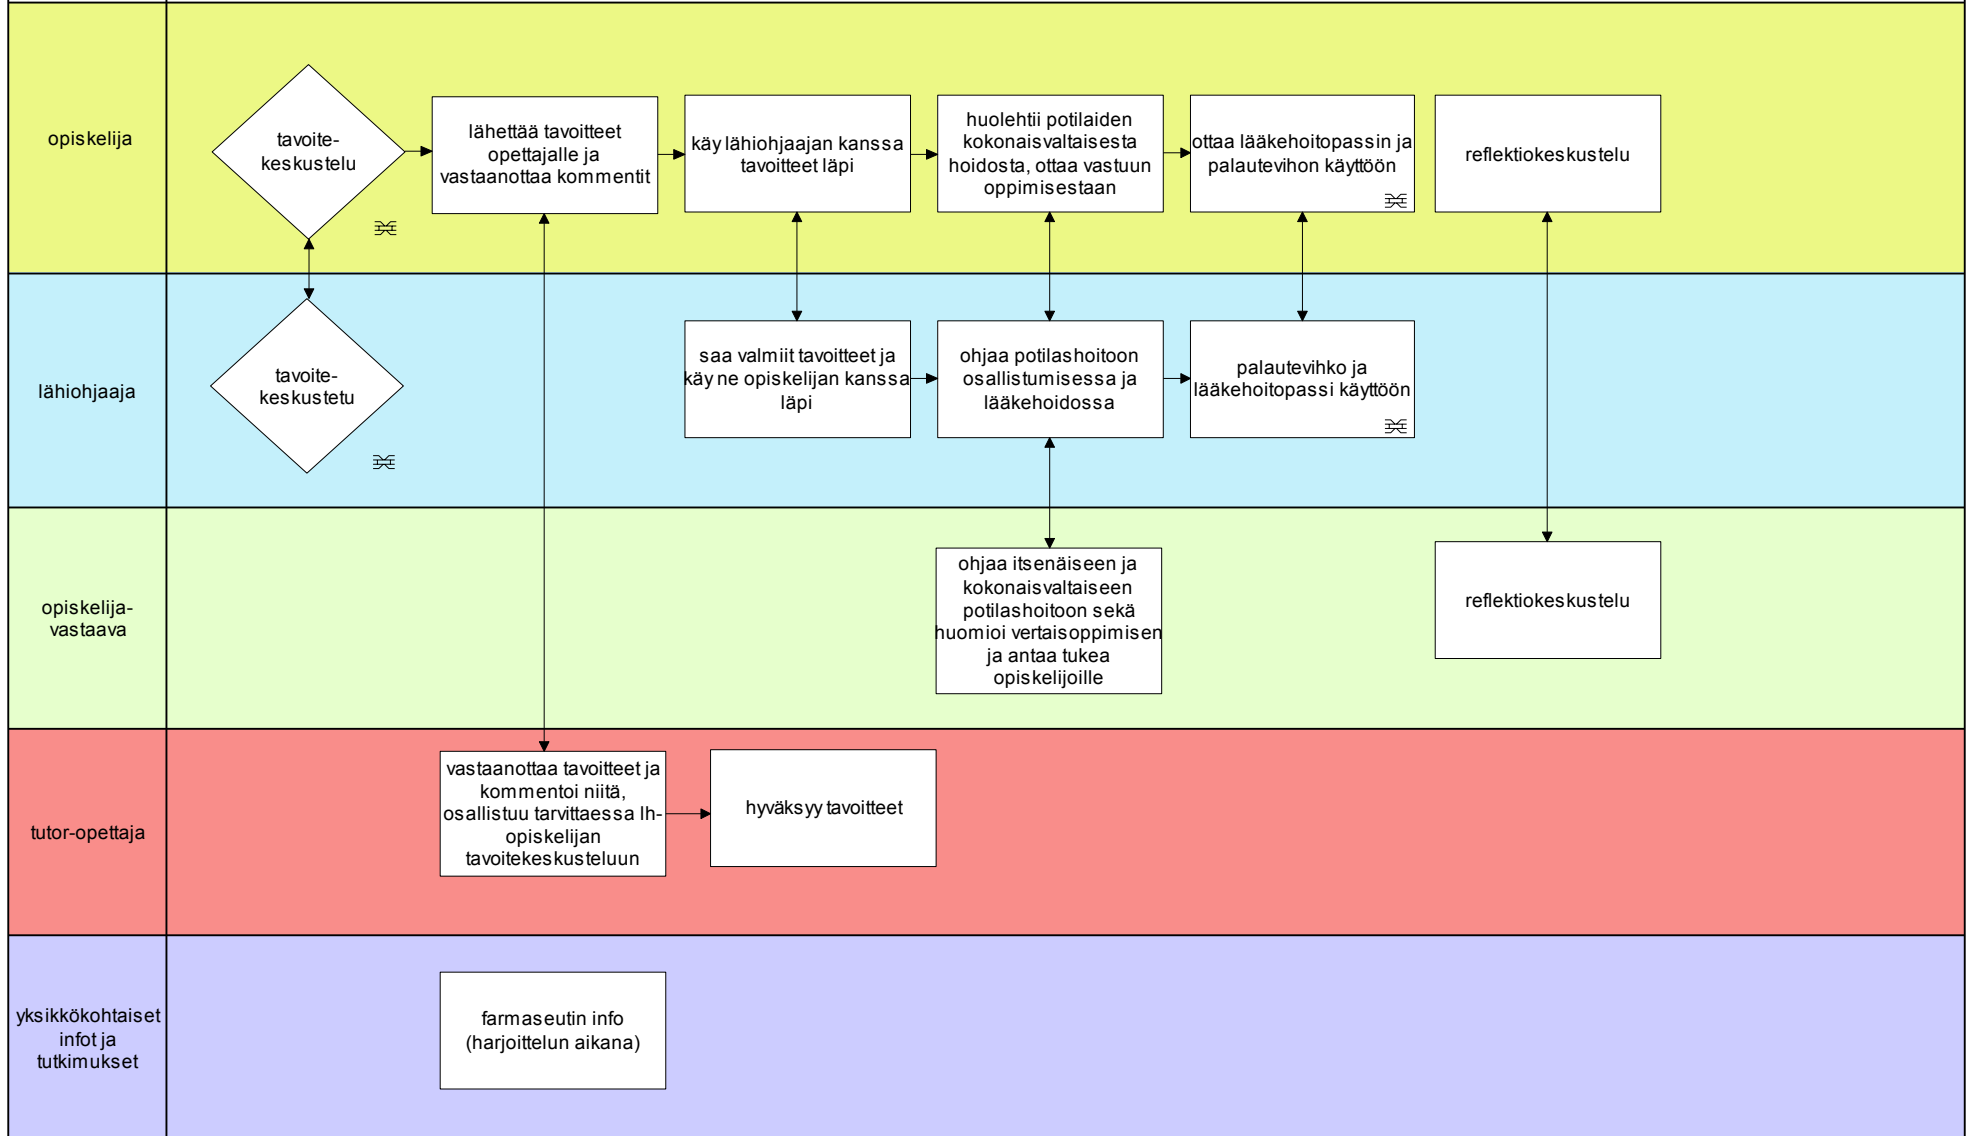 opiskelija
tavoite-
keskustelu
lähettää tavoitteet
opettajalle ja
vastaanottaa kommentit
käy lähiohjaajan kanssa
tavoitteet läpi
huolehtii potilaiden
kokonaisvaltaisesta
hoidosta, ottaa vastuun
oppimisestaan
ottaa lääkehoitopassin ja
palautevihon käyttöön
reflektiokeskustelu
lähiohjaaja
tavoite-
keskustetu
saa valmiit tavoitteet ja
käy ne opiskelijan kanssa
läpi
ohjaa potilashoitoon
osallistumisessa ja
lääkehoidossa
palautevihko ja
lääkehoitopassi käyttöön
opiskelija-
vastaava
ohjaa itsenäiseen ja
kokonaisvaltaiseen
potilashoitoon sekä
huomioi vertaisoppimisen
ja antaa tukea
opiskelijoille
reflektiokeskustelu
tutor-opettaja
vastaanottaa tavoitteet ja
kommentoi niitä,
osallistuu tarvittaessa lh-
opiskelijan
tavoitekeskusteluun
hyväksyy tavoitteet
yksikkökohtaiset
infot ja
tutkimukset
farmaseutin info
(harjoittelun aikana)